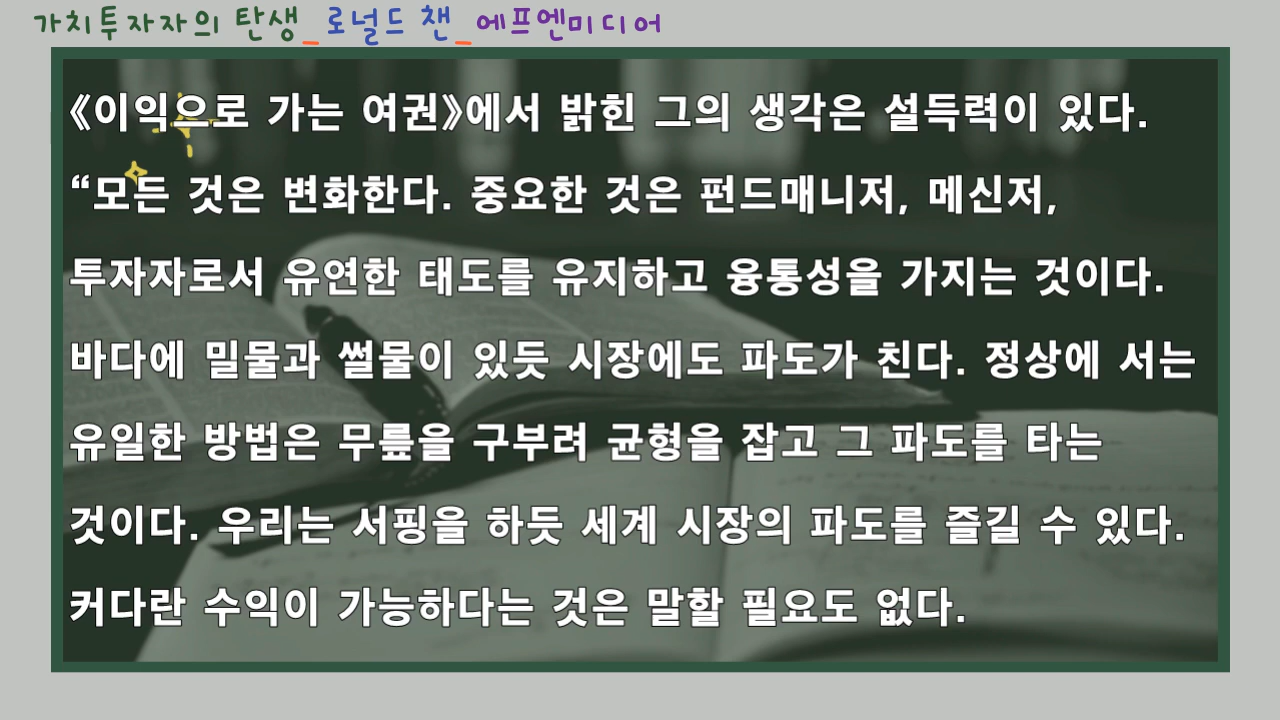 가치투자자의 탄생_로널드 챈_에프엔미디어
《이익으로 가는 여권》에서 밝힌 그의 생각은 설득력이 있다.
“모든 것은 변화한다. 중요한 것은 펀드매니저, 메신저,
투자자로서 유연한 태도를 유지하고 융통성을 가지는 것이다.
바다에 밀물과 썰물이 있듯 시장에도 파도가 친다. 정상에 서는
유일한 방법은 무릎을 구부려 균형을 잡고 그 파도를 타는
것이다. 우리는 서핑을 하듯 세계 시장의 파도를 즐길 수 있다.
커다란 수익이 가능하다는 것은 말할 필요도 없다.